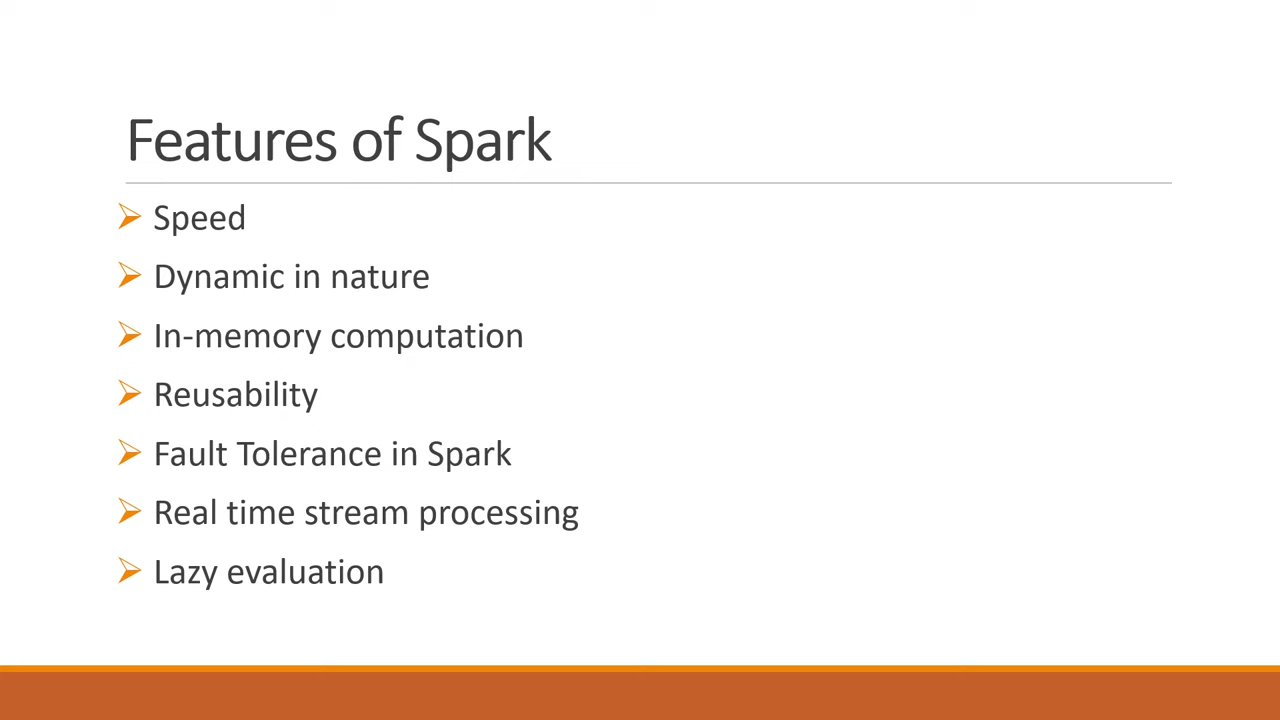 Features of Spark
Speed
Dynamic in nature
In-memory computation
Reusability
Fault Tolerance in Spark
Real time stream processing
Lazy evaluation